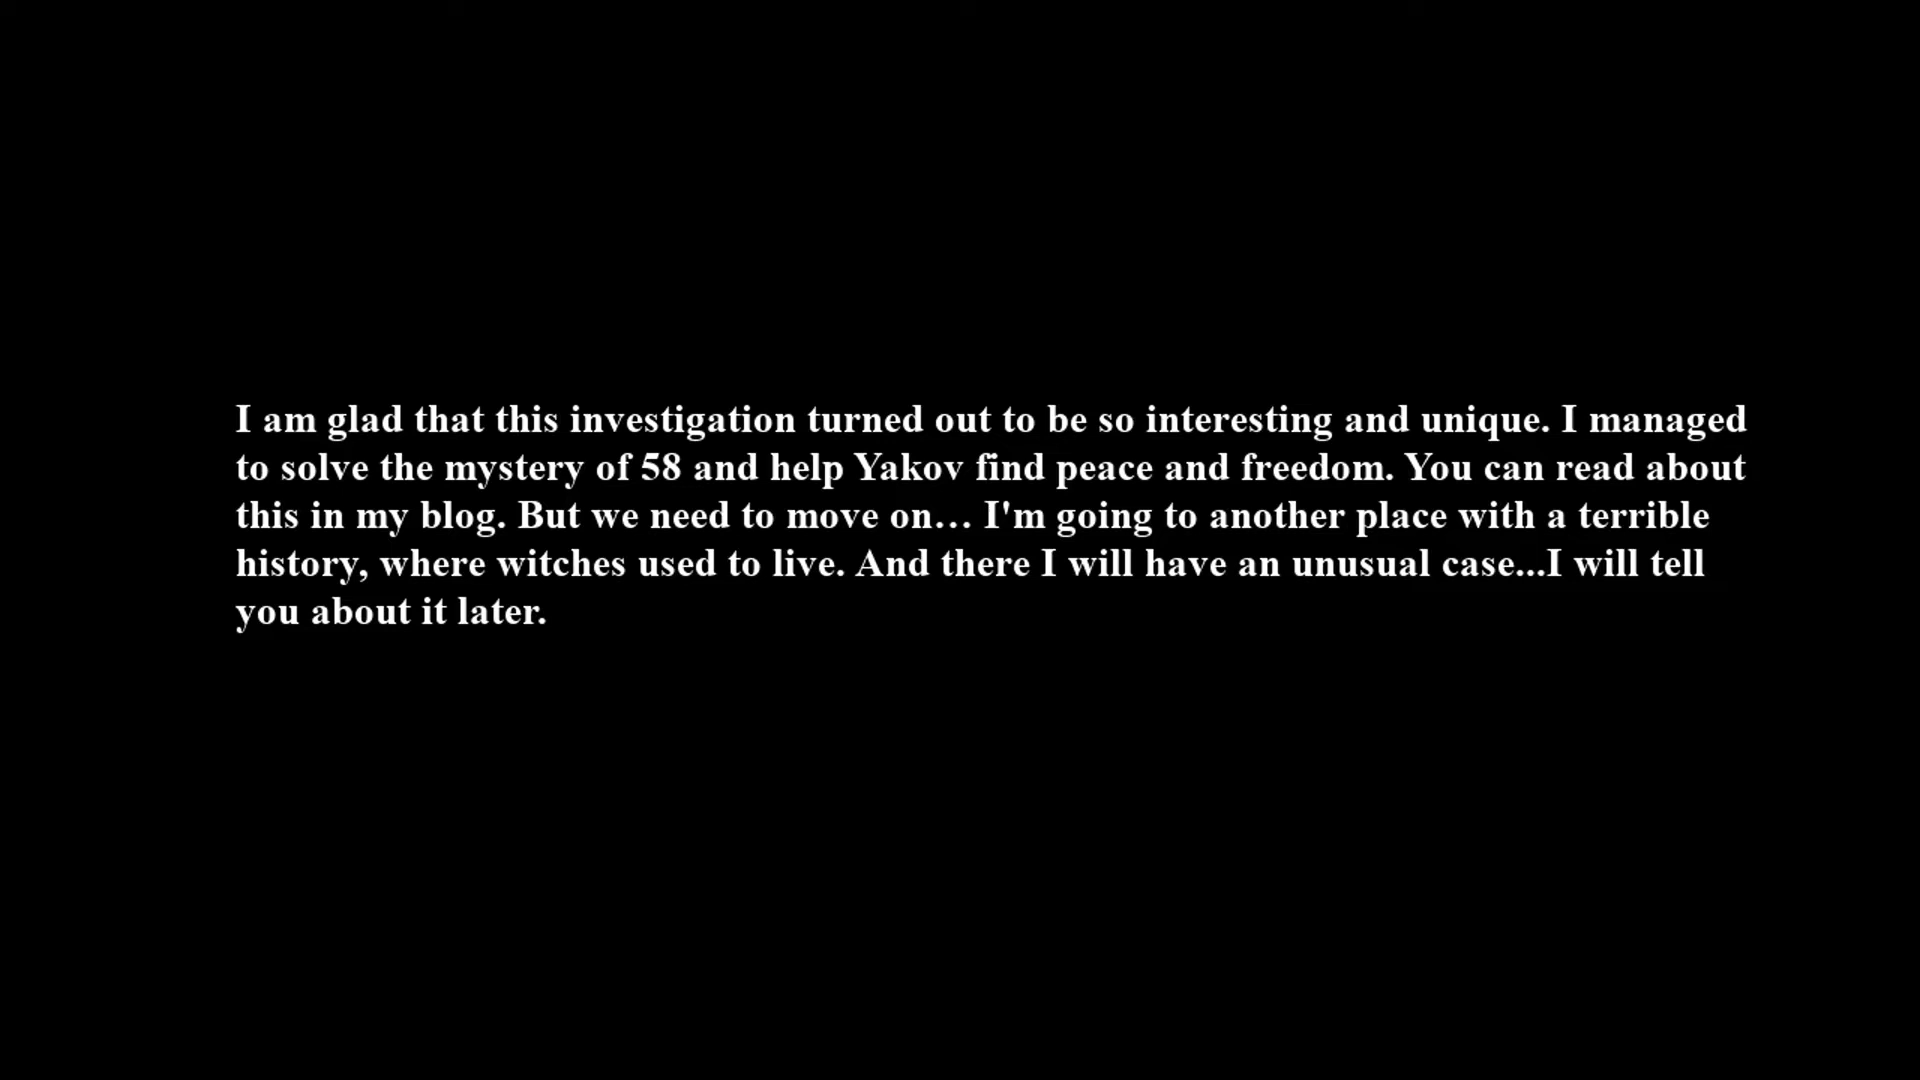 I am glad that this investigation turned out to be so interesting and unique. I managed
to solve the mystery of 58 and help Yakov find peace and freedom. You can read about
this in my blog. But we need to move on… I'm going to another place with a terrible
history, where witches used to live. And there I will have an unusual case...I will tell
you about it later.